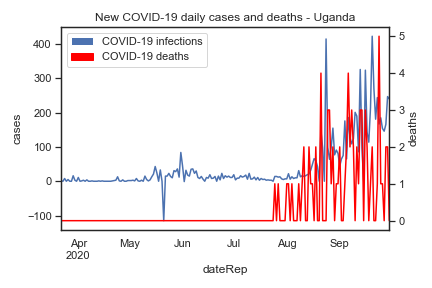 New COVID-19 daily cases and deaths - Uganda
COVID-19 infections
COVID-19 deaths
400
300
200
100
0
−100
cases
5
4
3
2
1
0
deaths
Apr
2020
May
Jun
Jul
Aug
Sep
dateRep